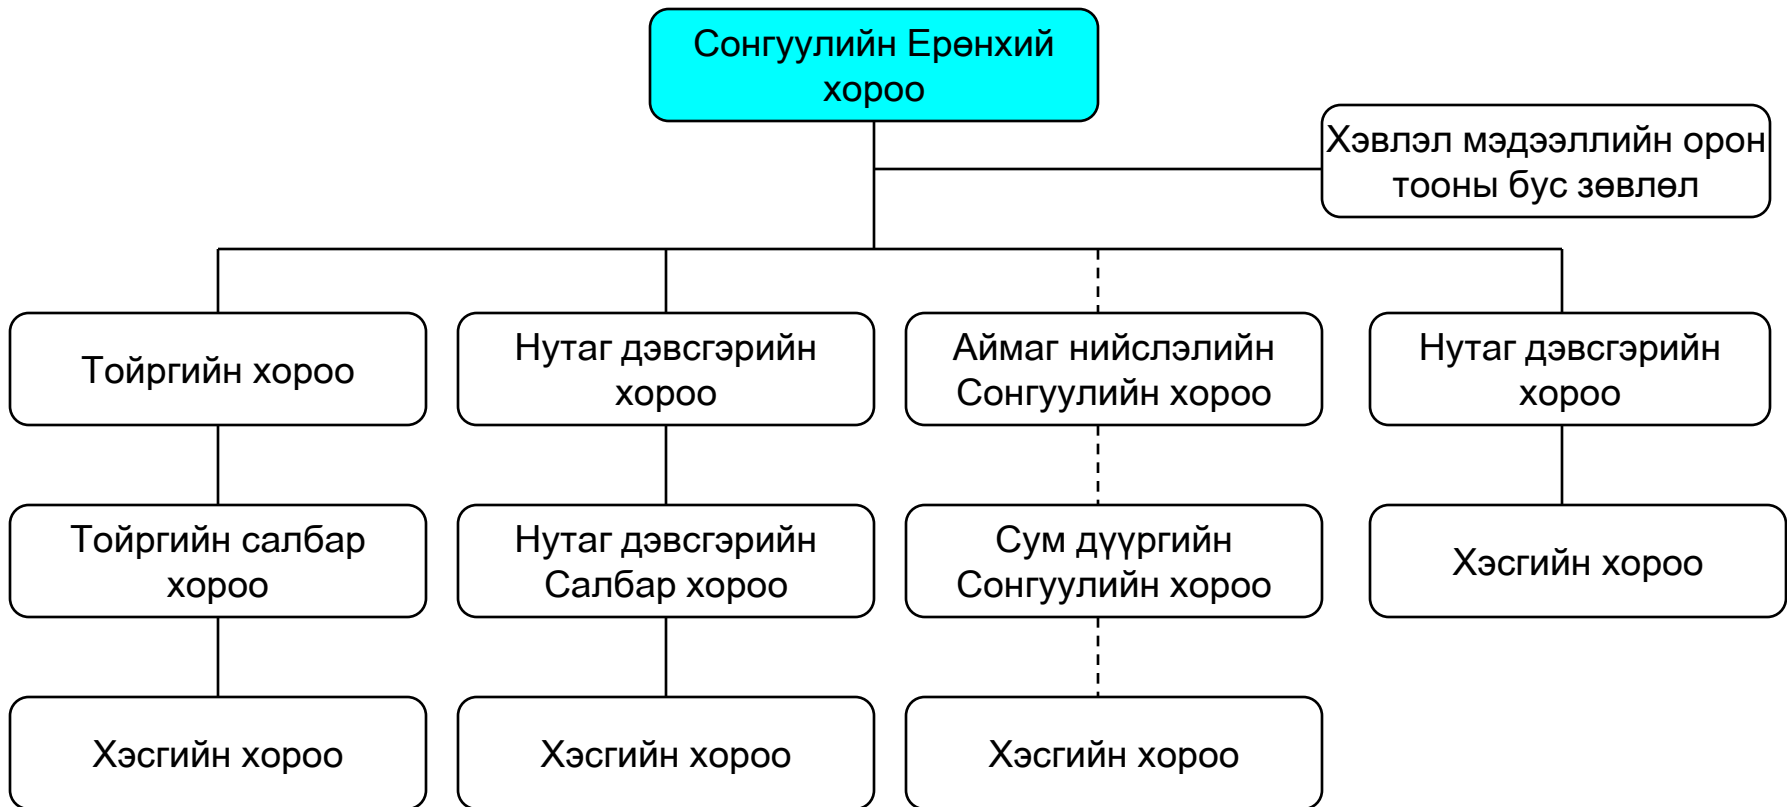 Сонгуулийн Ерөнхий
хороо
Хэвлэл мэдээллийн орон
тооны бус зөвлөл
Тойргийн хороо
Нутаг дэвсгэрийн
хороо
Аймаг нийслэлийн
Сонгуулийн хороо
Нутаг дэвсгэрийн
хороо
Тойргийн салбар
хороо
Нутаг дэвсгэрийн
Салбар хороо
Сум дүүргийн
Сонгуулийн хороо
Хэсгийн хороо
Хэсгийн хороо
Хэсгийн хороо
Хэсгийн хороо